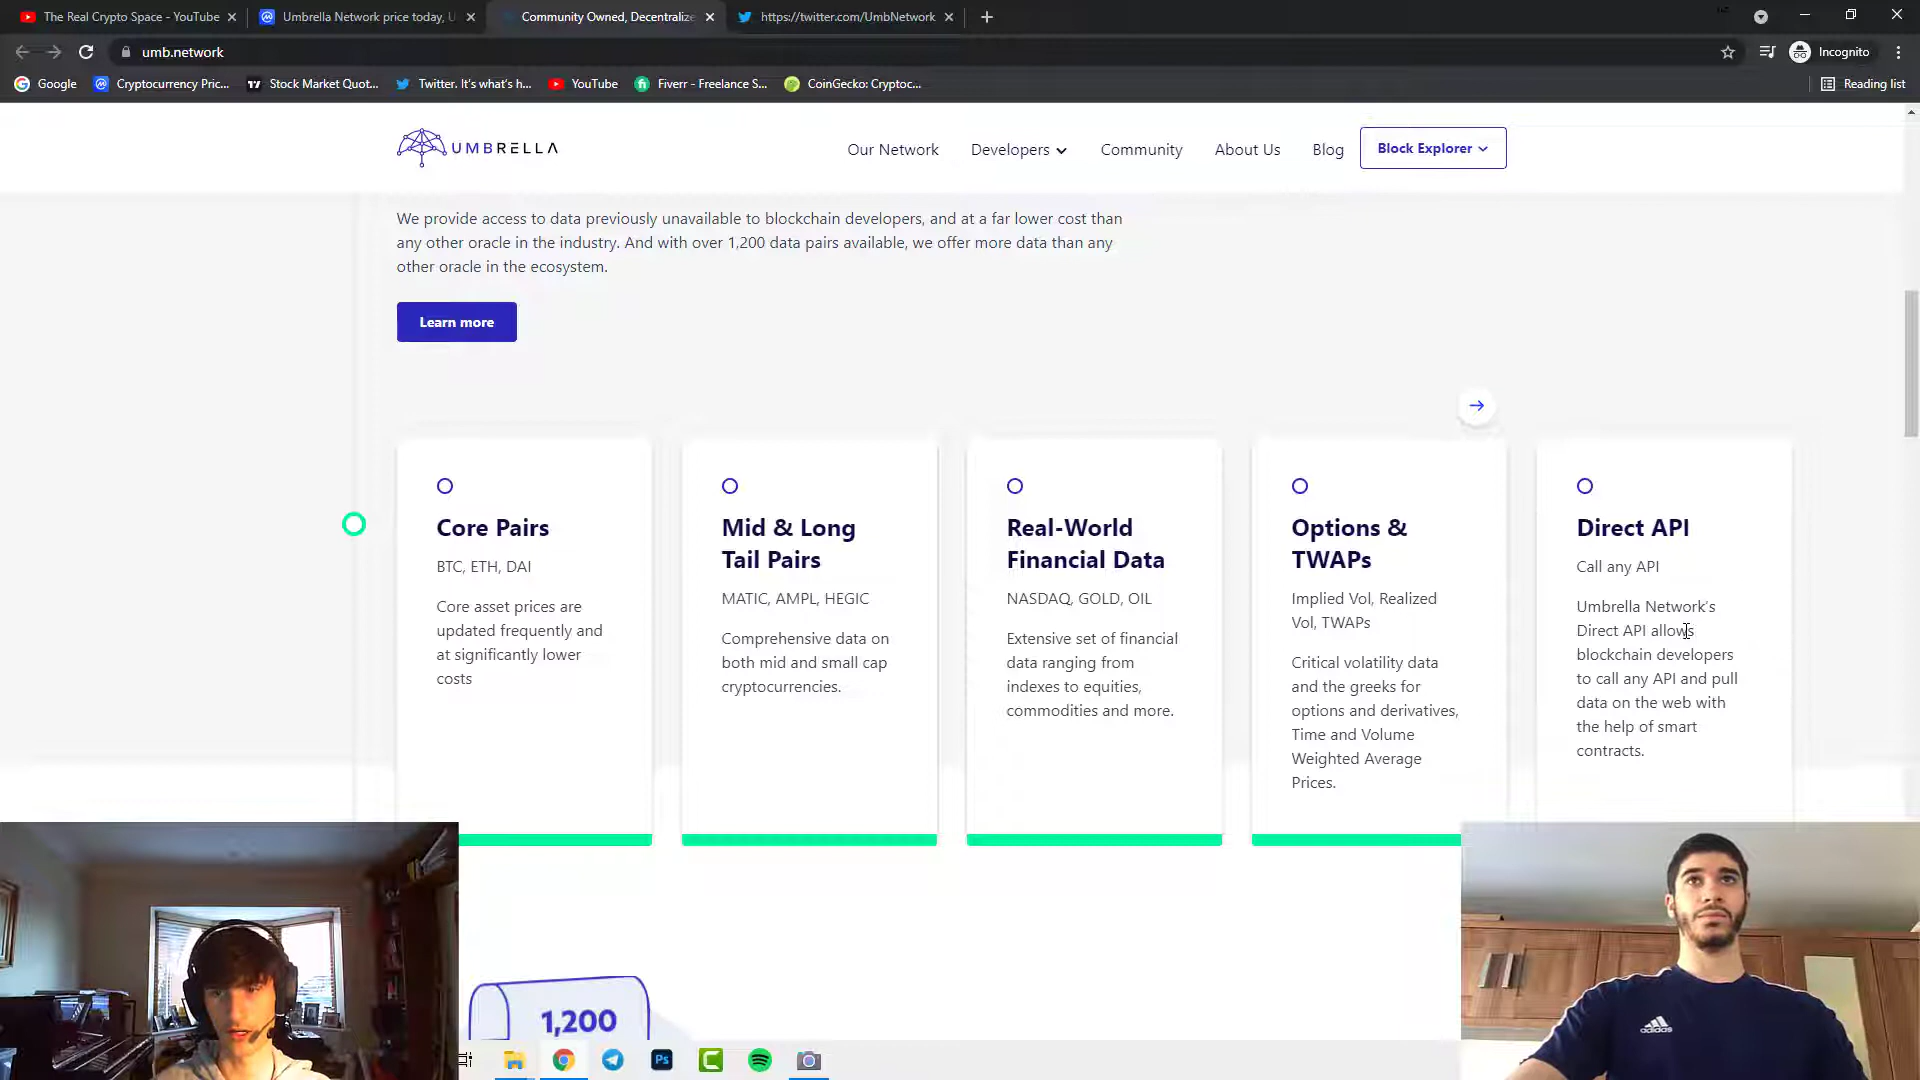 The Real Crypto Space - YouTube
Umbrella Network price today, U
Community Owned, Decentralize
https://twitter.com/UmbNetwork
umb.network
Incognito
Google
Cryptocurrency Pric...
Stock Market Quot...
Twitter. It's what's h...
YouTube
Fiverr - Freelance S...
CoinGecko: Cryptoc...
Reading list
UMBRELLA
Our Network
Developers
Community
About Us
Blog
Block Explorer
We provide access to data previously unavailable to blockchain developers, and at a far lower cost than
any other oracle in the industry. And with over 1,200 data pairs available, we offer more data than any
other oracle in the ecosystem.
Learn more
Core Pairs
BTC, ETH, DAI
Core asset prices are
updated frequently and
at significantly lower
costs
Mid & Long
Tail Pairs
MATIC, AMPL, HEGIC
Comprehensive data on
both mid and small cap
cryptocurrencies.
Real-World
Financial Data
NASDAQ, GOLD, OIL
Extensive set of financial
data ranging from
indexes to equities,
commodities and more.
Options &
TWAPs
Implied Vol, Realized
Vol, TWAPs
Critical volatility data
and the greeks for
options and derivatives,
Time and Volume
Weighted Average
Prices.
Direct API
Call any API
Umbrella Network's
Direct API allows
blockchain developers
to call any API and pull
data on the web with
the help of smart
contracts.
1,200
adidas
Ps